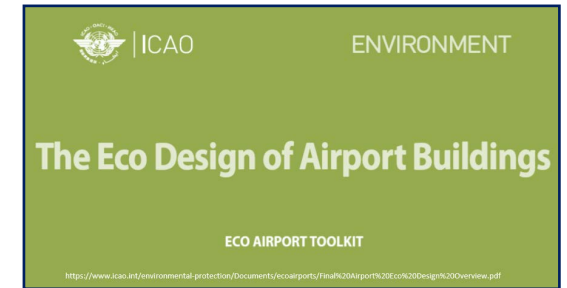 ICAO
ENVIRONMENT
The Eco Design of Airport Buildings
ECO AIRPORT TOOLKIT
https://www.icao.int/environmental-protection/Documents/ecoairports/Final%20Airport%20Eco%20Design%20Overview.pdf